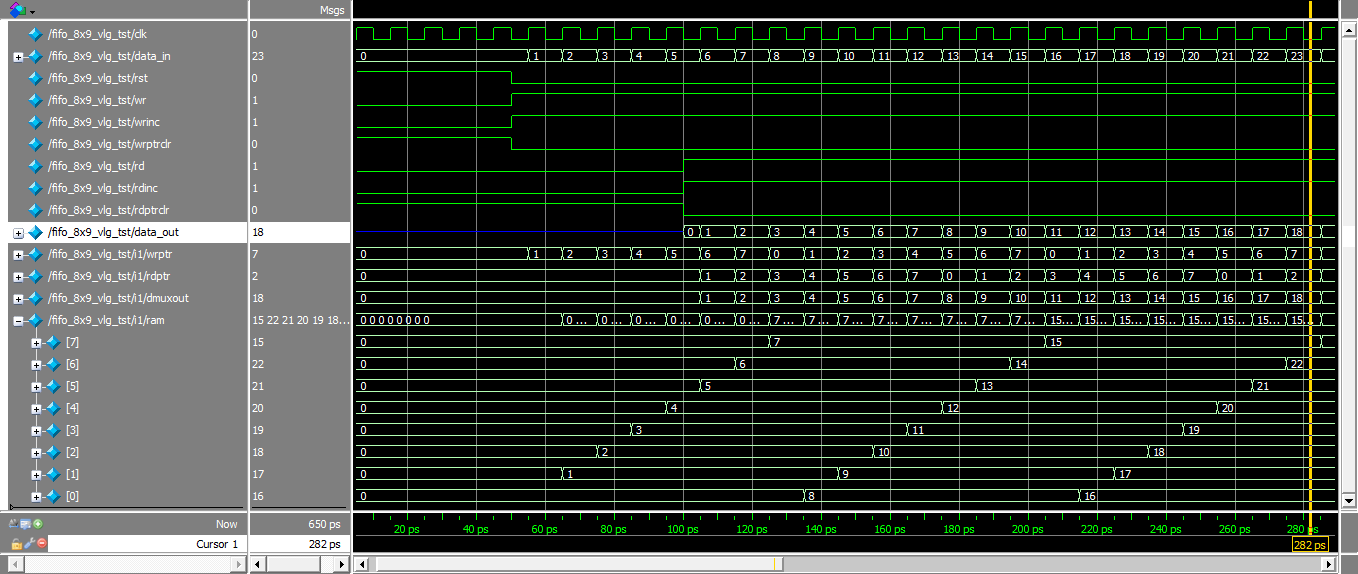 Msgs
/fifo_8x9_vlg_tst/clk 0
/fifo_8x9_vlg_tst/data_in 23 0 1 2 3 4 5 6 7 8 9 10 11 12 13 14 15 16 17 18 19 20 21 22 23
/fifo_8x9_vlg_tst/rst 0
/fifo_8x9_vlg_tst/wr 1
/fifo_8x9_vlg_tst/wrinc 1
/fifo_8x9_vlg_tst/wrptrclr 0
/fifo_8x9_vlg_tst/rd 1
/fifo_8x9_vlg_tst/rdinc 1
/fifo_8x9_vlg_tst/rdptrclr 0
/fifo_8x9_vlg_tst/data_out 18 0 1 2 3 4 5 6 7 8 9 10 11 12 13 14 15 16 17 18
/fifo_8x9_vlg_tst/i1/wrptr 7 0 1 2 3 4 5 6 7 0 1 2 3 4 5 6 7 0 1 2 3 4 5 6 7
/fifo_8x9_vlg_tst/i1/rdptr 2 0 1 2 3 4 5 6 7 0 1 2 3 4 5 6 7 0 1 2
/fifo_8x9_vlg_tst/i1/dmuxout 18 0 1 2 3 4 5 6 7 8 9 10 11 12 13 14 15 16 17 18
/fifo_8x9_vlg_tst/i1/ram 15 22 21 20 19 18... 0 0 0 0 0 0 0 0 0... 0... 0... 0... 0... 0... 7... 7... 7... 7... 7... 7... 7... 7... 15... 15... 15... 15... 15... 15... 15... 15...
[7] 15 0 7 15
[6] 22 0 6 14 22
[5] 21 0 5 13 21
[4] 20 0 4 12 20
[3] 19 0 3 11 19
[2] 18 0 2 10 18
[1] 17 0 1 9 17
[0] 16 0 8 16
Now 650 ps 20 ps 40 ps 60 ps 80 ps 100 ps 120 ps 140 ps 160 ps 180 ps 200 ps 220 ps 240 ps 260 ps 280 ps
Cursor 1 282 ps 282 ps